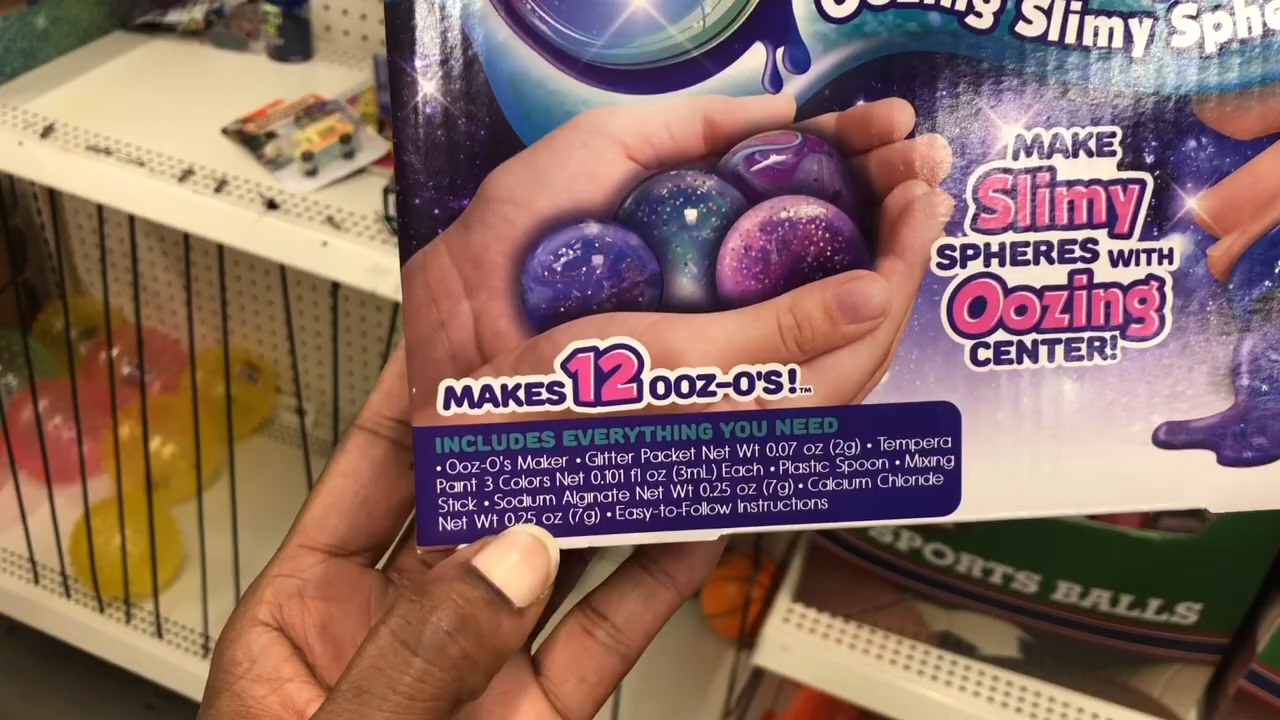 Oozing Slimy Sphe
MAKE
Slimy
SPHERES WITH
Oozing
CENTER!
MAKES 12 OOZ-O'S!™
INCLUDES EVERYTHING YOU NEED
• Ooz-O's Maker • Glitter Packet Net Wt 0.07 oz (2g) • Tempera
Paint 3 Colors Net 0.101 fl oz (3mL) Each • Plastic Spoon • Mixing
Stick • Sodium Alginate Net Wt 0.25 oz (7g) • Calcium Chloride
Net Wt 0.25 oz (7g) • Easy-to-Follow Instructions
SPORTS BALLS